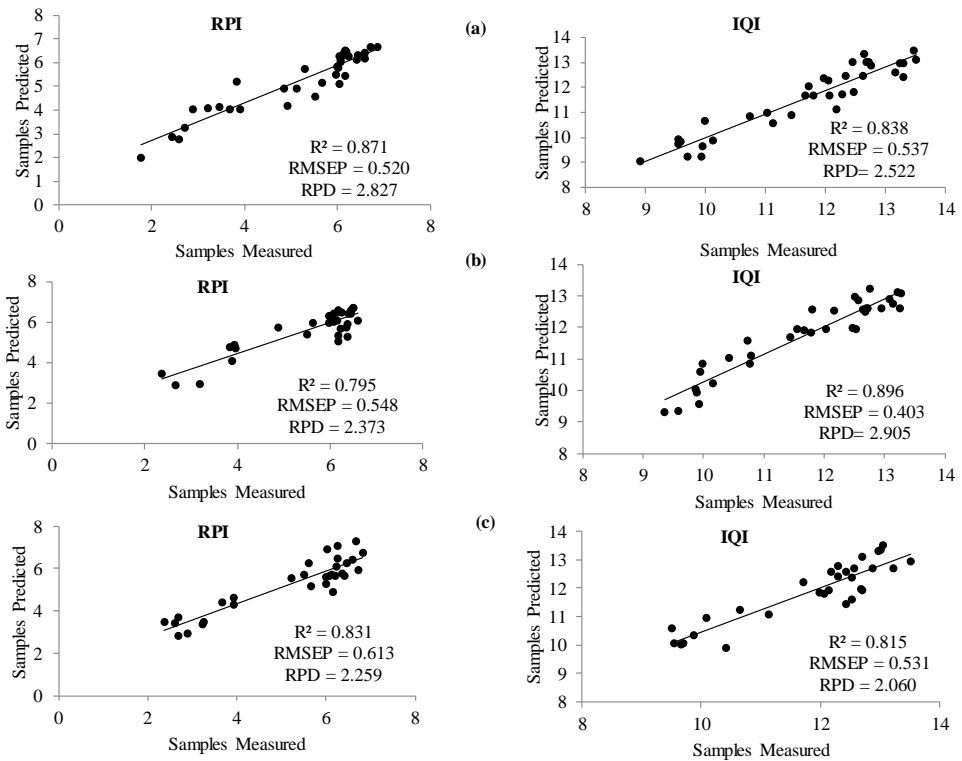 (a)
RPI
Samples Predicted
8
7
6
5
4
3
2
1
0
R² = 0.871
RMSEP = 0.520
RPD = 2.827
0 2 4 6 8
Samples Measured
IQI
Samples Predicted
14
13
12
11
10
9
8
R² = 0.838
RMSEP = 0.537
RPD = 2.522
8 9 10 11 12 13 14
Samples Measured
(b)
RPI
Samples Predicted
8
6
4
2
0
R² = 0.795
RMSEP = 0.548
RPD = 2.373
0 2 4 6 8
Samples Measured
IQI
Samples Predicted
14
13
12
11
10
9
8
R² = 0.896
RMSEP = 0.403
RPD= 2.905
8 9 10 11 12 13 14
Samples Measured
(c)
RPI
Samples Predicted
8
6
4
2
0
R² = 0.831
RMSEP = 0.613
RPD = 2.259
0 2 4 6 8
Samples Measured
IQI
Samples Predicted
14
13
12
11
10
9
8
R² = 0.815
RMSEP = 0.531
RPD = 2.060
8 10 12 14
Samples Measured